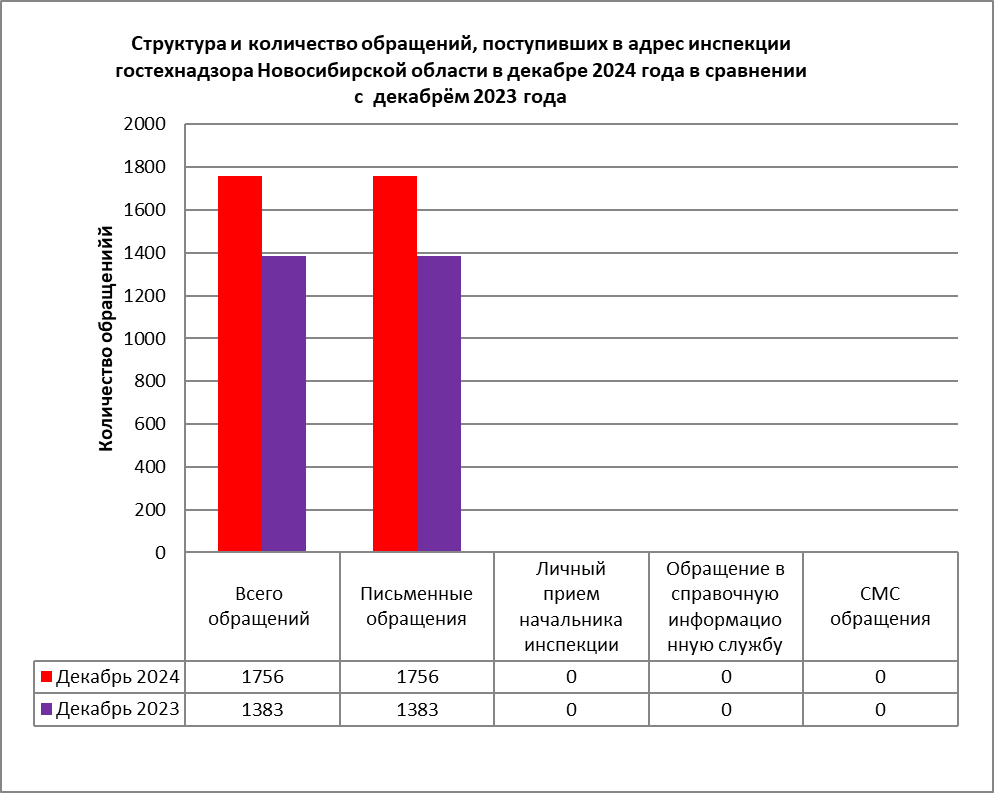 Структура и количество обращений, поступивших в адрес инспекции
гостехнадзора Новосибирской области в декабре 2024 года в сравнении
с декабрём 2023 года
Количество обращенийй
2000
1800
1600
1400
1200
1000
800
600
400
200
0
Всего
обращений
Письменные
обращения
Личный
прием
начальника
инспекции
Обращение в
справочную
информацио
нную службу
СМС
обращения
Декабрь 2024 1756 1756 0 0 0
Декабрь 2023 1383 1383 0 0 0